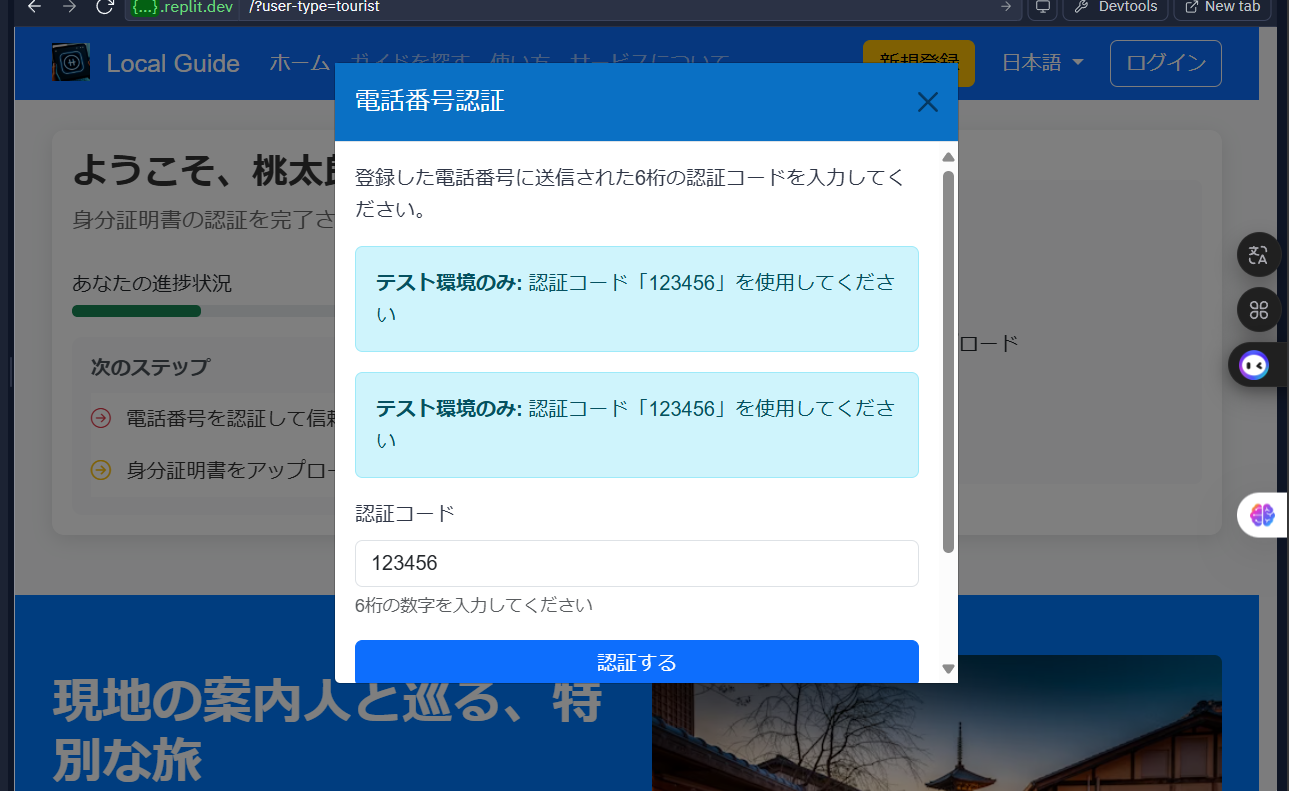 {...}.replit.dev /?user-type=tourist
Devtools
New tab
Local Guide ホーム ガイドを探す 使い方 サービスについて 新規登録 日本語 ログイン
電話番号認証
登録した電話番号に送信された6桁の認証コードを入力してく
ださい。
テスト環境のみ: 認証コード「123456」を使用してくださ
い
テスト環境のみ: 認証コード「123456」を使用してくださ
い
認証コード
123456
6桁の数字を入力してください
認証する
ようこそ、桃太郎
身分証明書の認証を完了さ
あなたの進捗状況
次のステップ
電話番号を認証して信頼
身分証明書をアップロー
ロード
現地の案内人と巡る、特
別な旅